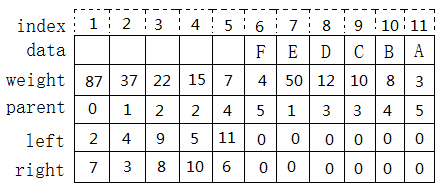 index 1 2 3 4 5 6 7 8 9 10 11
data F E D C B A
weight 87 37 22 15 7 4 50 12 10 8 3
parent 0 1 2 2 4 5 1 3 3 4 5
left 2 4 9 5 11 0 0 0 0 0 0
right 7 3 8 10 6 0 0 0 0 0 0